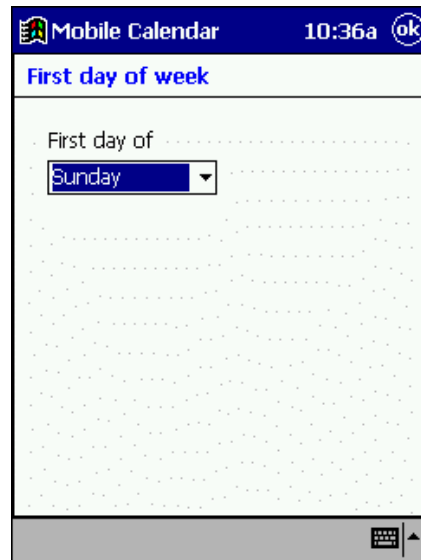 Mobile Calendar 10:36a ok
First day of week
First day of
Sunday